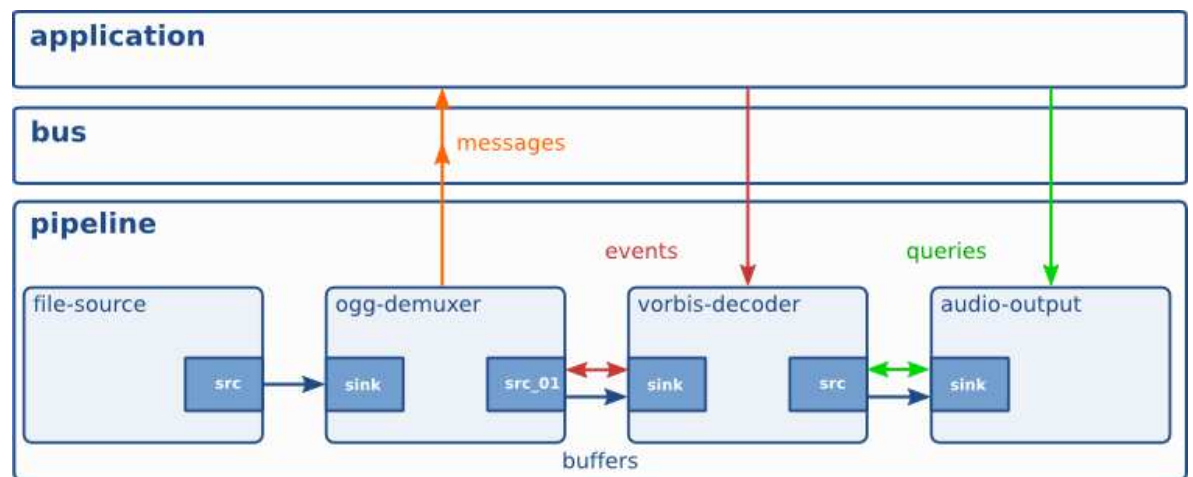 application
bus
messages
pipeline
events
queries
file-source
ogg-demuxer
vorbis-decoder
audio-output
src
sink
src_01
sink
src
sink
buffers